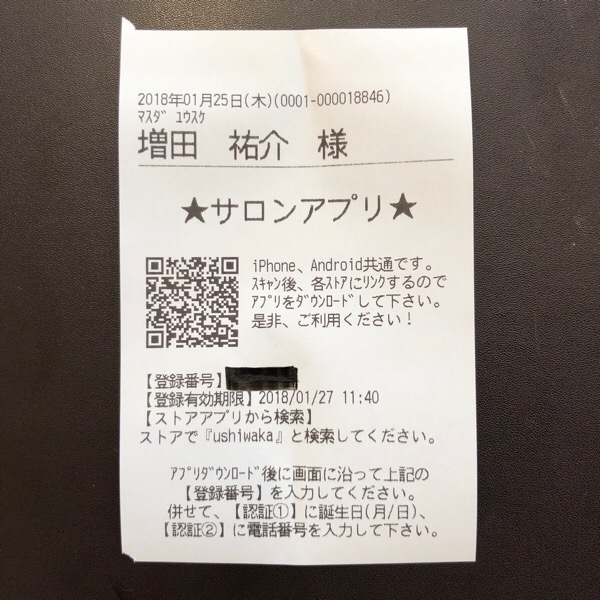 2018年01月25日(木)(0001-000018846)
ﾏｽﾀﾞ ﾕｳｽｹ
増田 祐介 様
★サロンアプリ★
iPhone、Android共通です。
ｽｷｬﾝ後、各ｽﾄｱにﾘﾝｸするので
ｱﾌﾟﾘをﾀﾞｳﾝﾛｰﾄﾞして下さい。
是非、ご利用ください！
【登録番号】
【登録有効期限】2018/01/27 11:40
【ストアアプリから検索】
ストアで『ushiwaka』と検索してください。
ｱﾌﾟﾘﾀﾞｳﾝﾛｰﾄﾞ後に画面に沿って上記の
【登録番号】を入力してください。
併せて、【認証①】に誕生日(月/日)、
【認証②】に電話番号を入力して下さい。